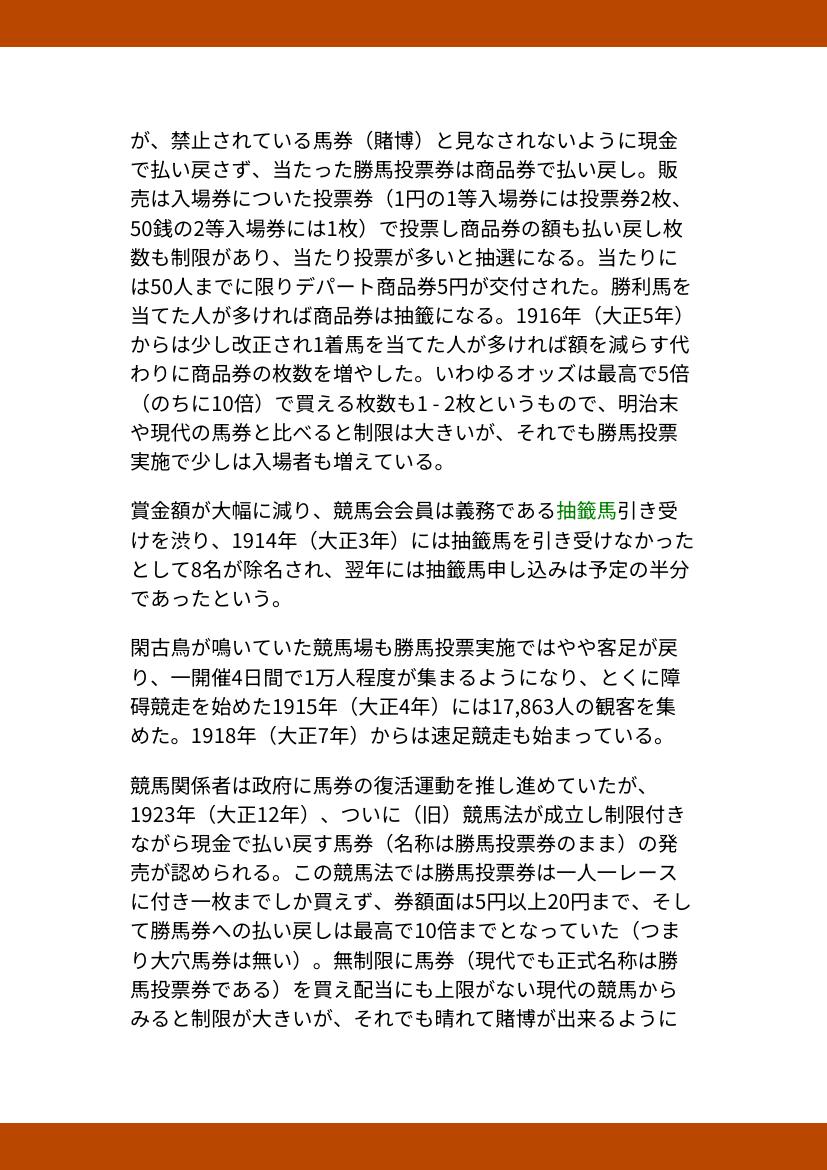 が、禁止されている馬券（賭博）と見なされないように現金
で払い戻さず、当たった勝馬投票券は商品券で払い戻し。販
売は入場券についた投票券（1円の1等入場券には投票券2枚、
50銭の2等入場券には1枚）で投票し商品券の額も払い戻し枚
数も制限があり、当たり投票が多いと抽選になる。当たりに
は50人までに限りデパート商品券5円が交付された。勝利馬を
当てた人が多ければ商品券は抽籤になる。1916年（大正5年）
からは少し改正され1着馬を当てた人が多ければ額を減らす代
わりに商品券の枚数を増やした。いわゆるオッズは最高で5倍
（のちに10倍）で買える枚数も1 - 2枚というもので、明治末
や現代の馬券と比べると制限は大きいが、それでも勝馬投票
実施で少しは入場者も増えている。
賞金額が大幅に減り、競馬会会員は義務である抽籤馬引き受
けを渋り、1914年（大正3年）には抽籤馬を引き受けなかった
として8名が除名され、翌年には抽籤馬申し込みは予定の半分
であったという。
閑古鳥が鳴いていた競馬場も勝馬投票実施ではやや客足が戻
り、一開催4日間で1万人程度が集まるようになり、とくに障
碍競走を始めた1915年（大正4年）には17,863人の観客を集
めた。1918年（大正7年）からは速足競走も始まっている。
競馬関係者は政府に馬券の復活運動を推し進めていたが、
1923年（大正12年）、ついに（旧）競馬法が成立し制限付き
ながら現金で払い戻す馬券（名称は勝馬投票券のまま）の発
売が認められる。この競馬法では勝馬投票券は一人一レース
に付き一枚までしか買えず、券額面は5円以上20円まで、そし
て勝馬券への払い戻しは最高で10倍までとなっていた（つま
り大穴馬券は無い）。無制限に馬券（現代でも正式名称は勝
馬投票券である）を買え配当にも上限がない現代の競馬から
みると制限が大きいが、それでも晴れて賭博が出来るように